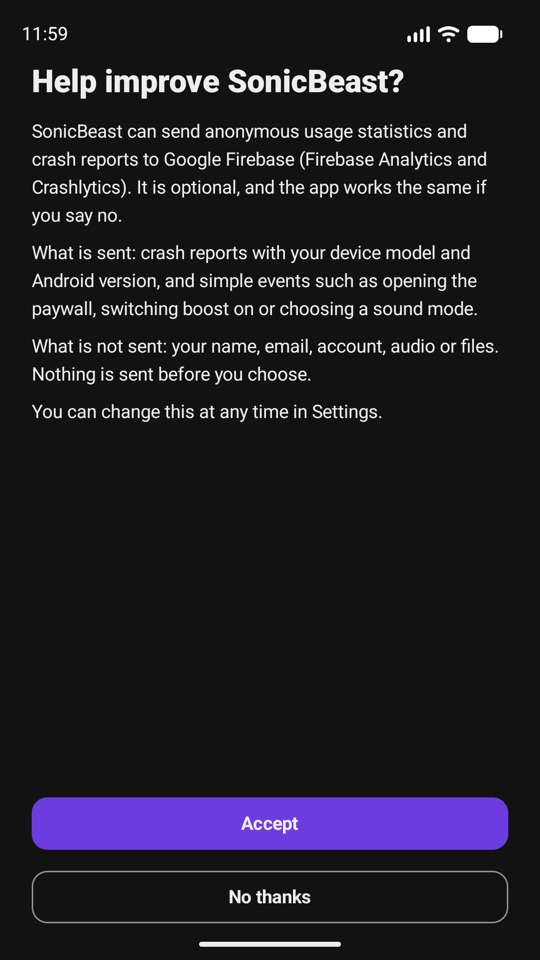 11:59
Help improve SonicBeast?
SonicBeast can send anonymous usage statistics and
crash reports to Google Firebase (Firebase Analytics and
Crashlytics). It is optional, and the app works the same if
you say no.
What is sent: crash reports with your device model and
Android version, and simple events such as opening the
paywall, switching boost on or choosing a sound mode.
What is not sent: your name, email, account, audio or files.
Nothing is sent before you choose.
You can change this at any time in Settings.
Accept
No thanks